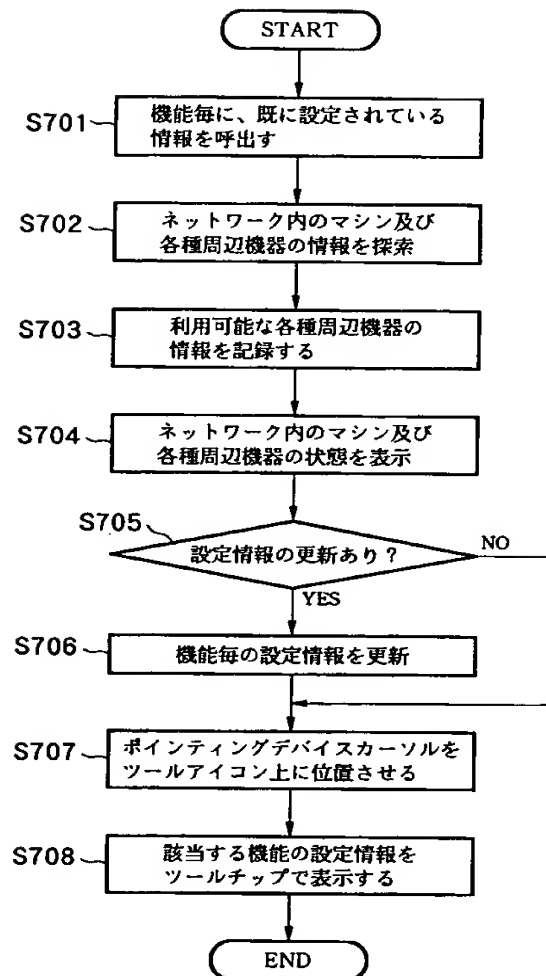 START
S701
機能毎に、既に設定されている
情報を呼出す
S702
ネットワーク内のマシン及び
各種周辺機器の情報を探索
S703
利用可能な各種周辺機器の
情報を記録する
S704
ネットワーク内のマシン及び
各種周辺機器の状態を表示
S705
設定情報の更新あり？
NO
YES
S706
機能毎の設定情報を更新
S707
ポインティングデバイスカーソルを
ツールアイコン上に位置させる
S708
該当する機能の設定情報を
ツールチップで表示する
END